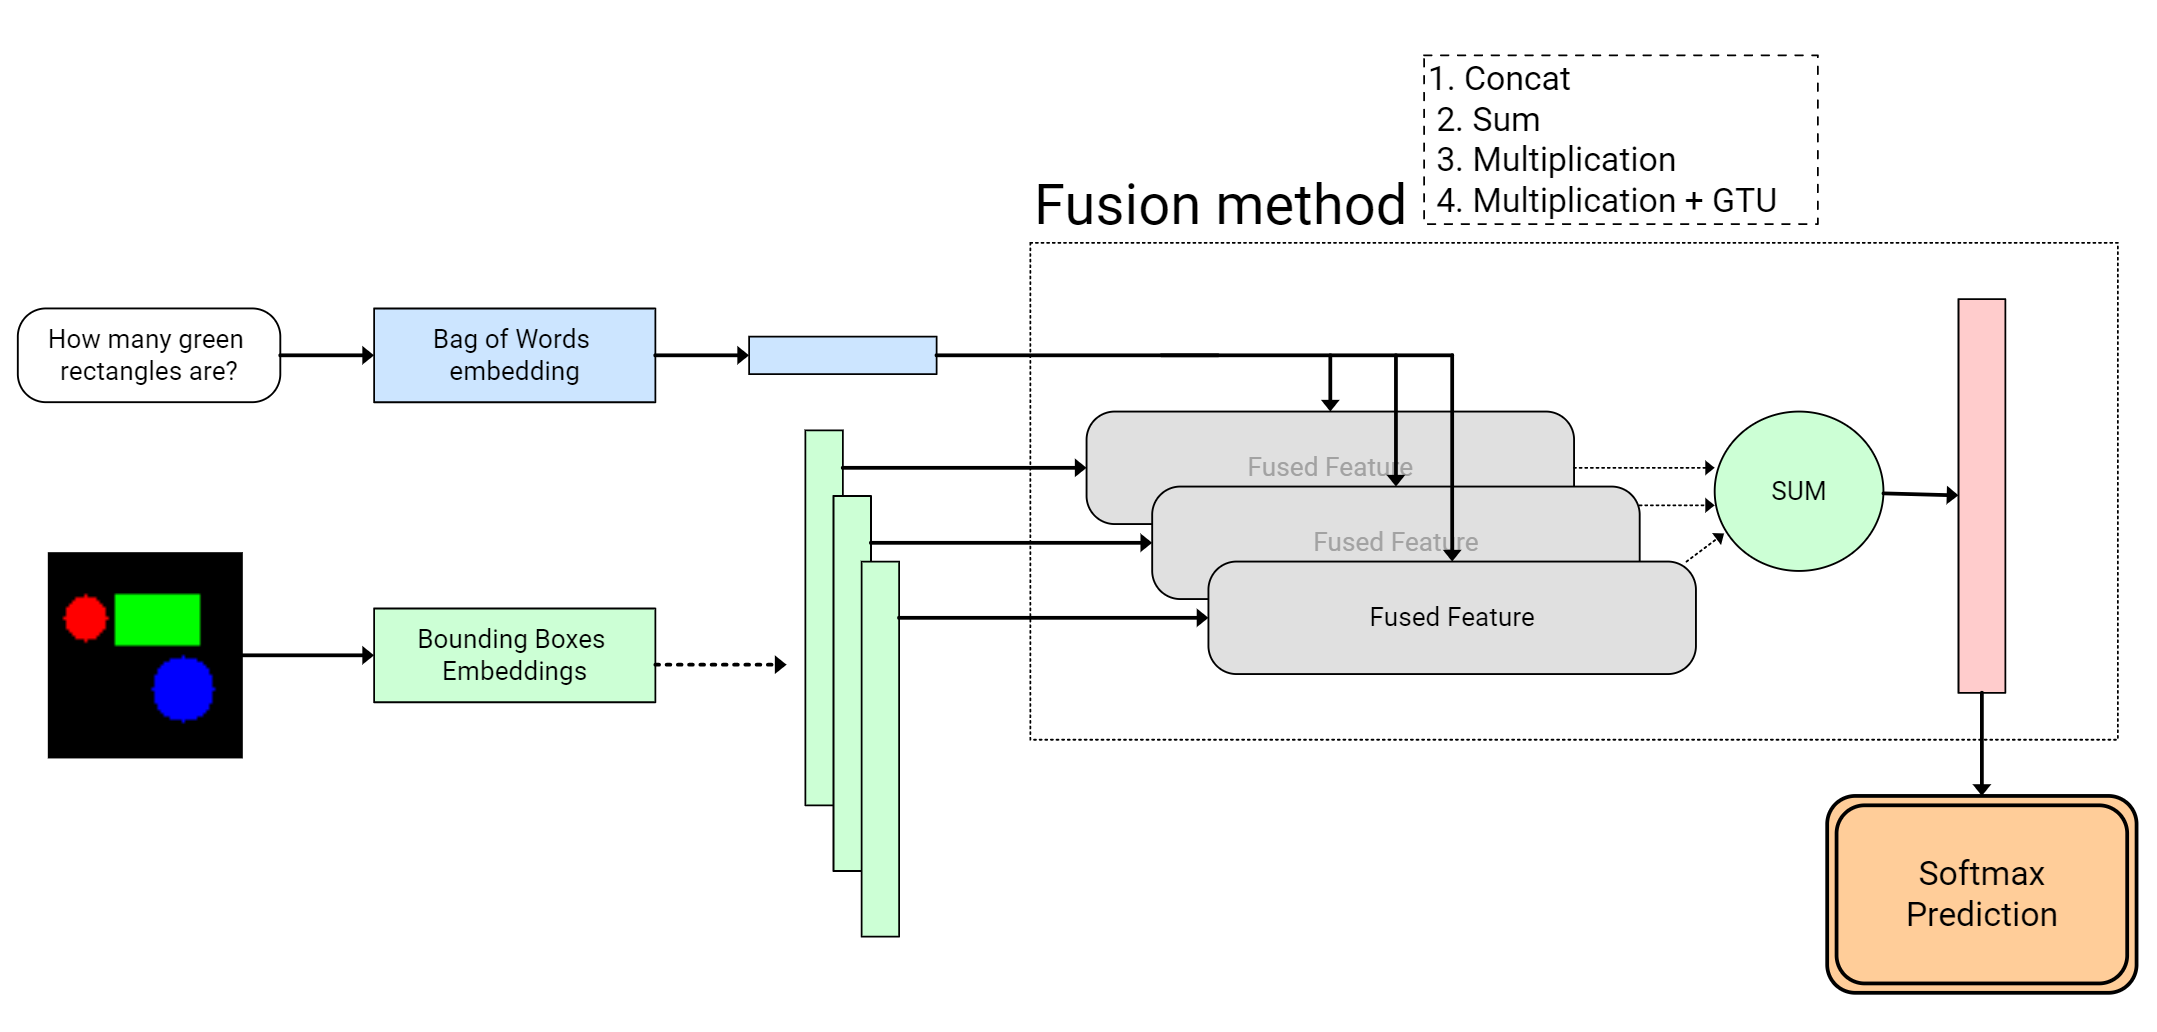 1. Concat
2. Sum
3. Multiplication
4. Multiplication + GTU
Fusion method
How many green
rectangles are?
Bag of Words
embedding
Fused Feature
Fused Feature
Fused Feature
SUM
Bounding Boxes
Embeddings
Softmax
Prediction